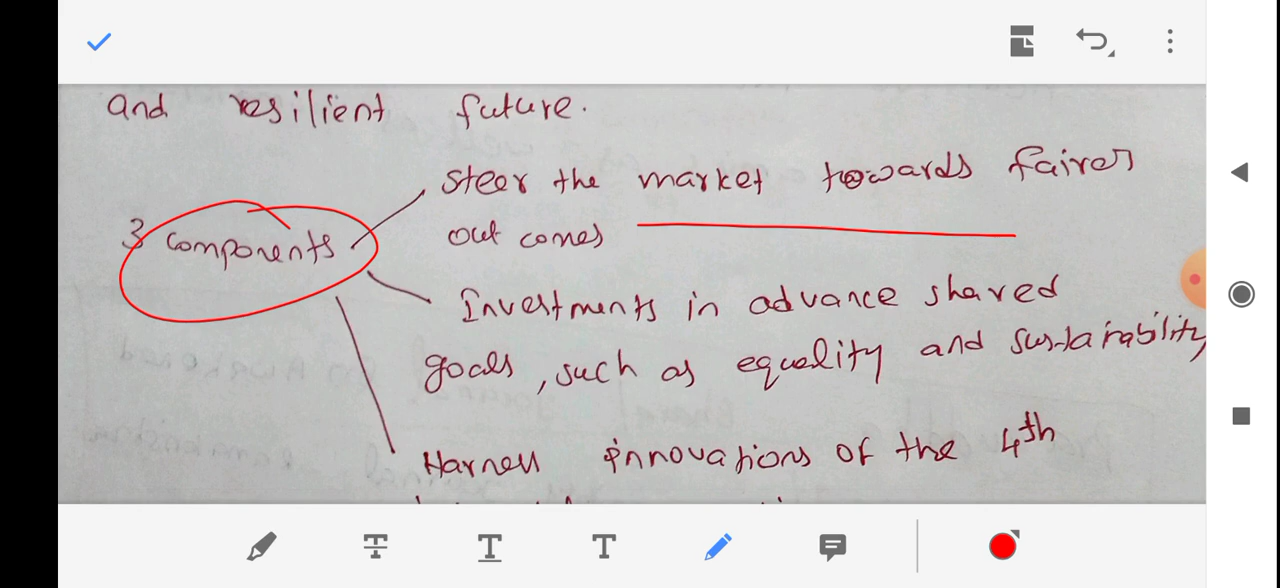 and resilient future.
steer the market towards fairer
out comes
3 components
Investments in advance shared
goals, such as equality and sustainability
Harness innovations of the 4th